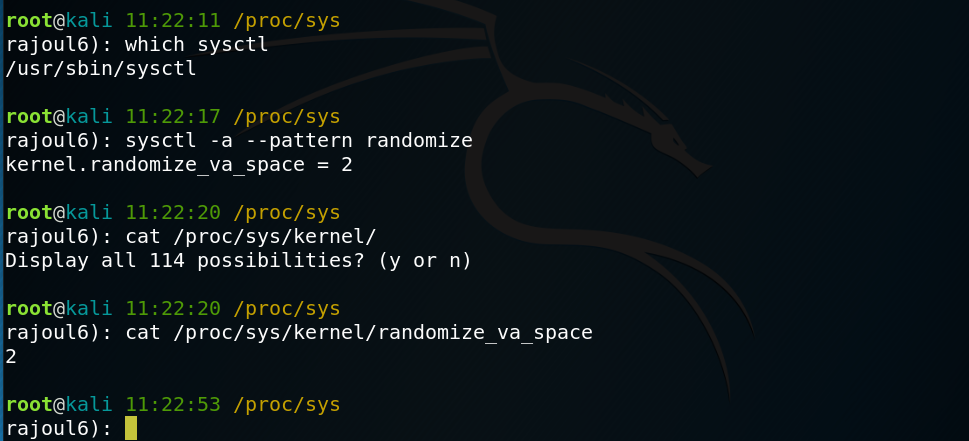 root@kali 11:22:11 /proc/sys
rajoul6): which sysctl
/usr/sbin/sysctl
root@kali 11:22:17 /proc/sys
rajoul6): sysctl -a --pattern randomize
kernel.randomize_va_space = 2
root@kali 11:22:20 /proc/sys
rajoul6): cat /proc/sys/kernel/
Display all 114 possibilities? (y or n)
root@kali 11:22:20 /proc/sys
rajoul6): cat /proc/sys/kernel/randomize_va_space
2
root@kali 11:22:53 /proc/sys
rajoul6):